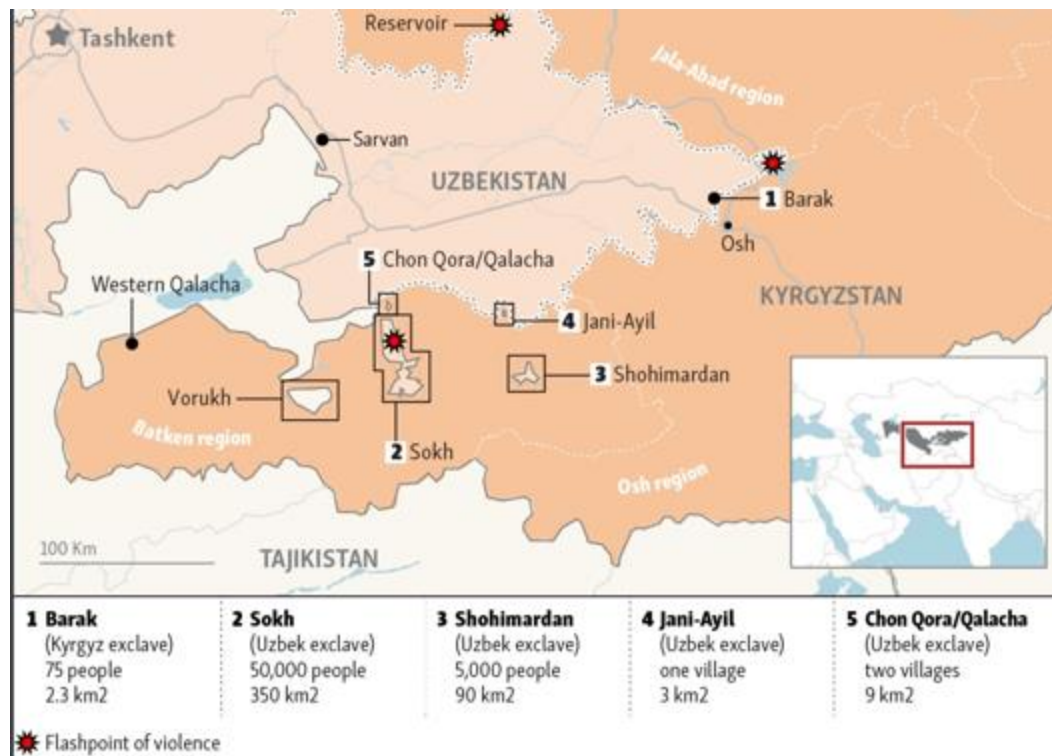 Reservoir
Tashkent
Jala-Abad region
Sarvan
UZBEKISTAN
1 Barak
Osh
5 Chon Qora/Qalacha
Western Qalacha
KYRGYZSTAN
4 Jani-Ayil
3 Shohimardan
Vorukh
Batken region
2 Sokh
Osh region
100 Km
TAJIKISTAN
1 Barak
(Kyrgyz exclave)
75 people
2.3 km2
2 Sokh
(Uzbek exclave)
50,000 people
350 km2
3 Shohimardan
(Uzbek exclave)
5,000 people
90 km2
4 Jani-Ayil
(Uzbek exclave)
one village
3 km2
5 Chon Qora/Qalacha
(Uzbek exclave)
two villages
9 km2
Flashpoint of violence